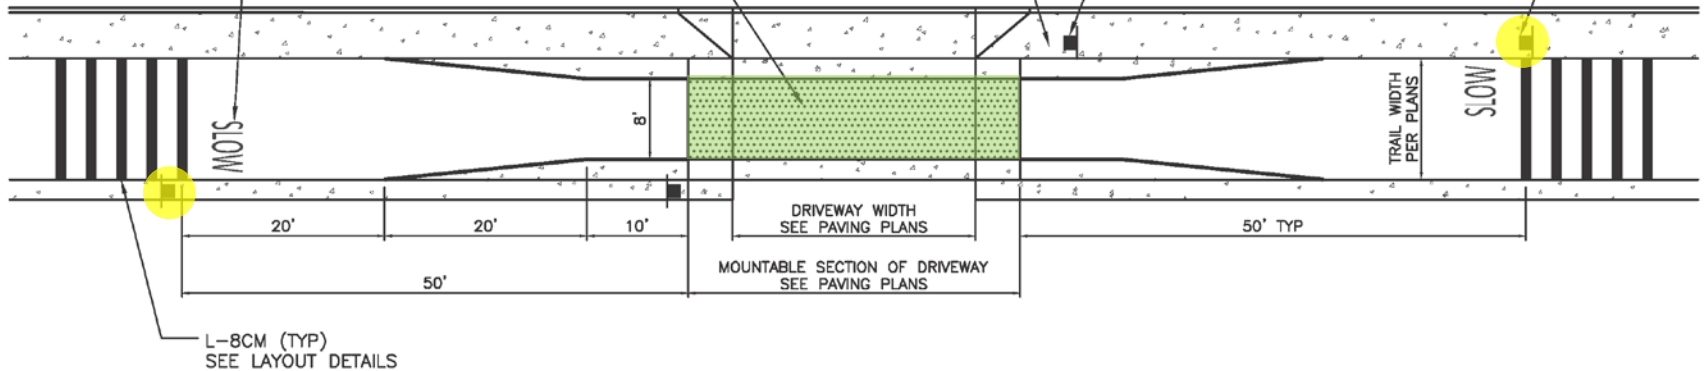 SLOW
8'
TRAIL WIDTH
PER PLANS
SLOW
20'
20'
10'
DRIVEWAY WIDTH
SEE PAVING PLANS
50' TYP
50'
MOUNTABLE SECTION OF DRIVEWAY
SEE PAVING PLANS
L-8CM (TYP)
SEE LAYOUT DETAILS